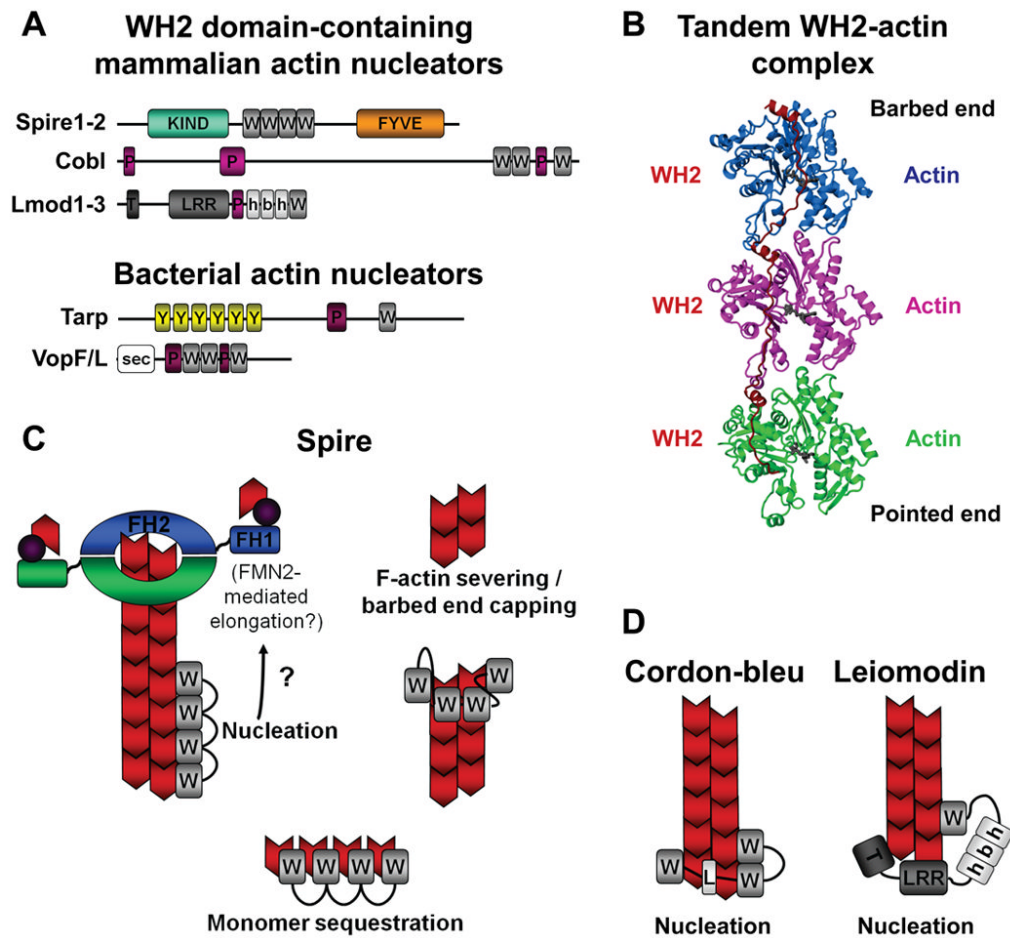 A
WH2 domain-containing
mammalian actin nucleators
Spire1-2
KIND
W W W W
FYVE
Cobl
P
P
W W P W
Lmod1-3
T
LRR
P h b h W
Bacterial actin nucleators
Tarp
Y Y Y Y Y Y
P
W
VopF/L
sec
P W W P W
B
Tandem WH2-actin
complex
Barbed end
WH2
Actin
WH2
Actin
WH2
Actin
Pointed end
C
Spire
FH2
FH1
(FMN2-
mediated
elongation?)
?
Nucleation
W
W
W
W
F-actin severing /
barbed end capping
W
W
W W
W W W W
Monomer sequestration
D
Cordon-bleu
W
W
L
W
Nucleation
Leiomodin
W
h
b
h
T
LRR
Nucleation